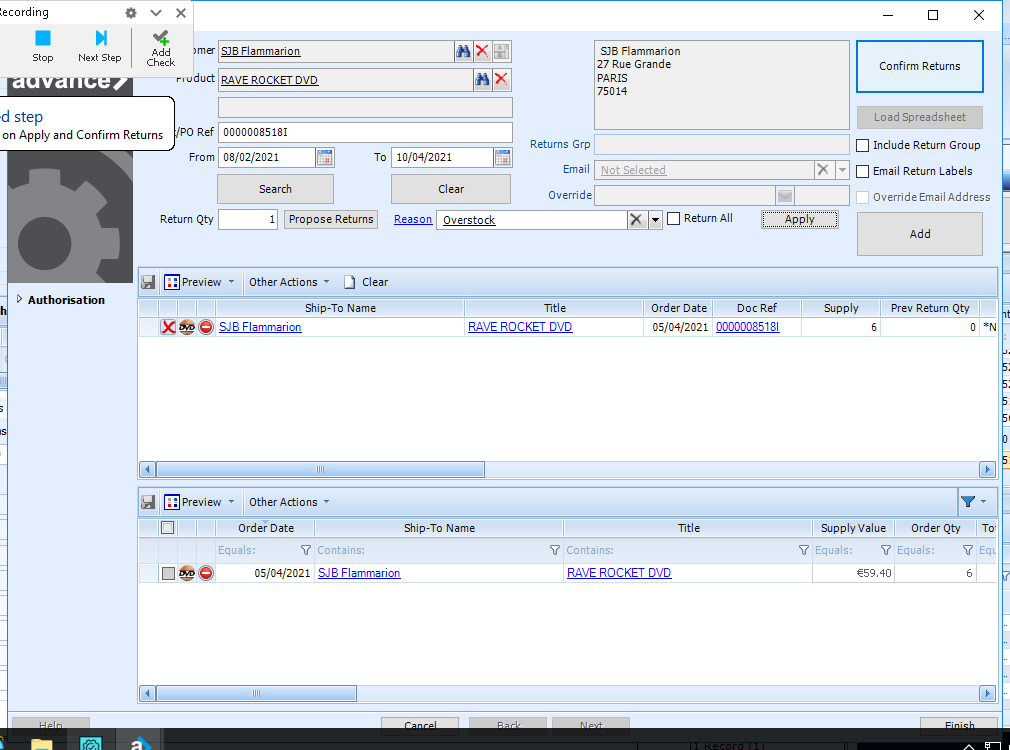 Recording
Stop
Next Step
Add
Check
advance
ed step
on Apply and Confirm Returns
Authorisation
omer SJB Flammarion
Product RAVE ROCKET DVD
/PO Ref 0000008518I
From 08/02/2021 To 10/04/2021
Search Clear
Return Qty 1 Propose Returns Reason Overstock Return All Apply
SJB Flammarion
27 Rue Grande
PARIS
75014
Returns Grp
Email Not Selected
Override
Confirm Returns
Load Spreadsheet
Include Return Group
Email Return Labels
Override Email Address
Add
Preview Other Actions Clear
Ship-To Name Title Order Date Doc Ref Supply Prev Return Qty
DVD SJB Flammarion RAVE ROCKET DVD 05/04/2021 0000008518I 6 0 *N
Preview Other Actions
Order Date Ship-To Name Title Supply Value Order Qty To
Equals: Contains: Contains: Equals: Equals: Equ
DVD 05/04/2021 SJB Flammarion RAVE ROCKET DVD €59.40 6
Help Cancel Back Next Finish
1 Record (1)